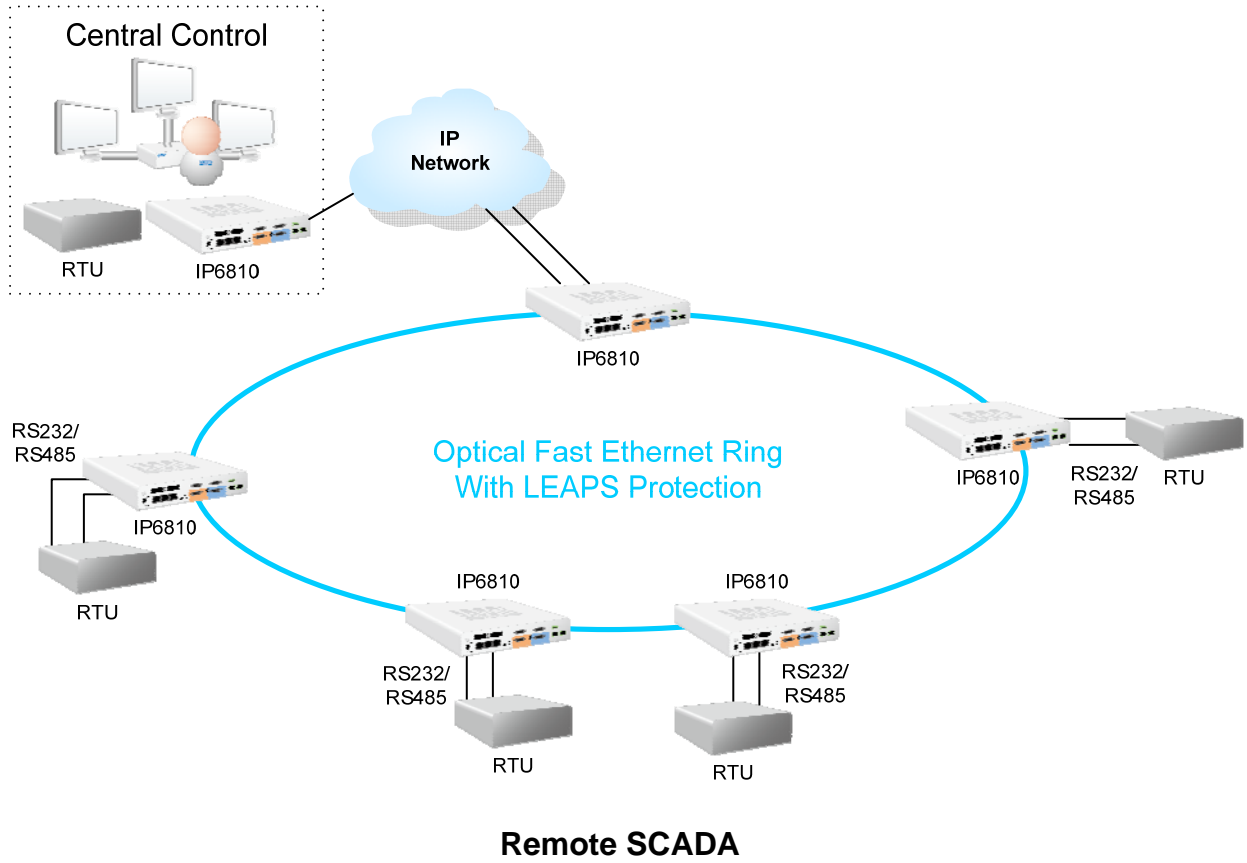 Central Control
RTU
IP6810
IP
Network
IP6810
RS232/
RS485
IP6810
RTU
Optical Fast Ethernet Ring
With LEAPS Protection
IP6810
RS232/
RS485
RTU
IP6810
RS232/
RS485
RTU
IP6810
RS232/
RS485
RTU
Remote SCADA